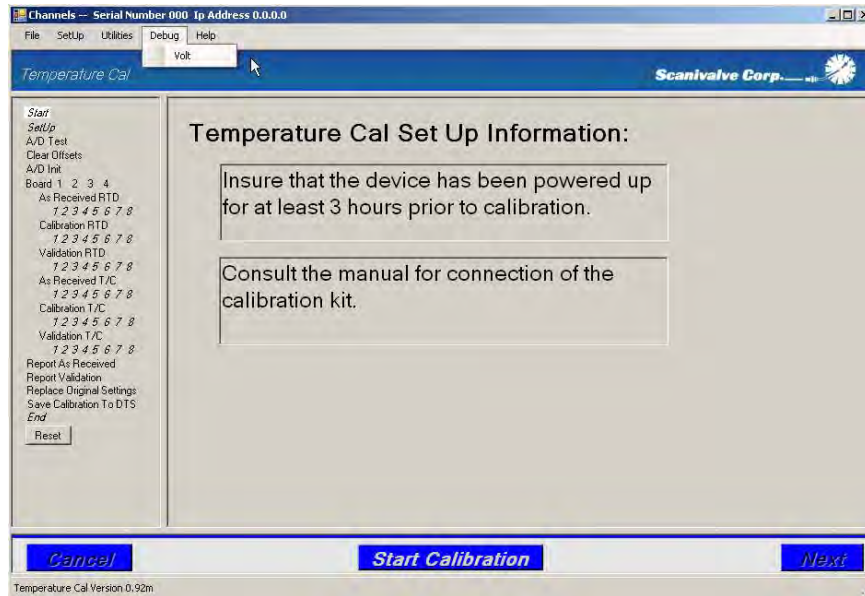 Channels -- Serial Number 000 Ip Address 0.0.0.0
File SetUp Utilities Debug Help
Volt
Temperature Cal
Scanivalve Corp.
Start
SetUp
A/D Test
Clear Offsets
A/D Init
Board 1 2 3 4
As Received RTD
1 2 3 4 5 6 7 8
Calibration RTD
1 2 3 4 5 6 7 8
Validation RTD
1 2 3 4 5 6 7 8
As Received T/C
1 2 3 4 5 6 7 8
Calibration T/C
1 2 3 4 5 6 7 8
Validation T/C
1 2 3 4 5 6 7 8
Report As Received
Report Validation
Replace Original Settings
Save Calibration To DTS
End
Reset
Temperature Cal Set Up Information:
Insure that the device has been powered up
for at least 3 hours prior to calibration.
Consult the manual for connection of the
calibration kit.
Cancel
Start Calibration
Next
Temperature Cal Version 0.92m